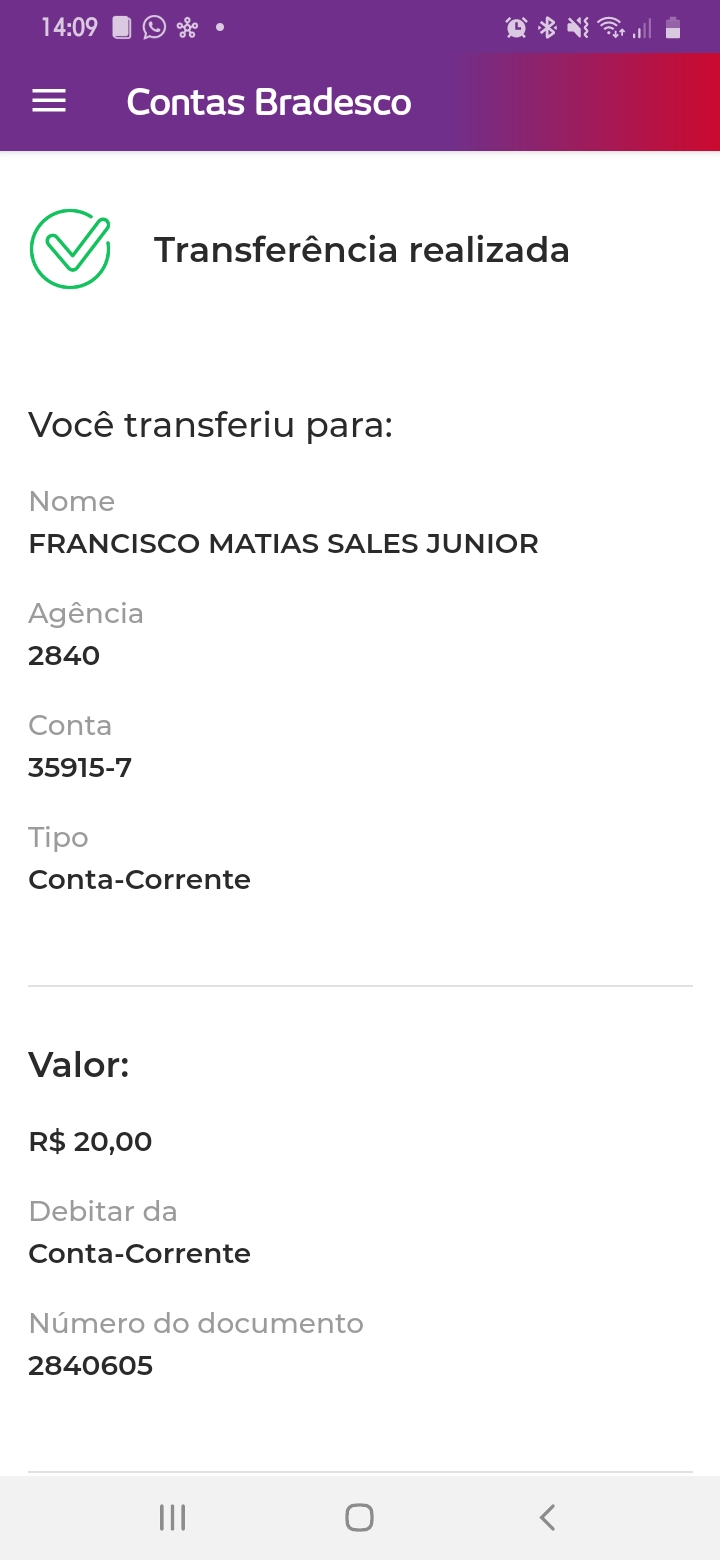 14:09
Contas Bradesco
Transferência realizada
Você transferiu para:
Nome
FRANCISCO MATIAS SALES JUNIOR
Agência
2840
Conta
35915-7
Tipo
Conta-Corrente
Valor:
R$ 20,00
Debitar da
Conta-Corrente
Número do documento
2840605